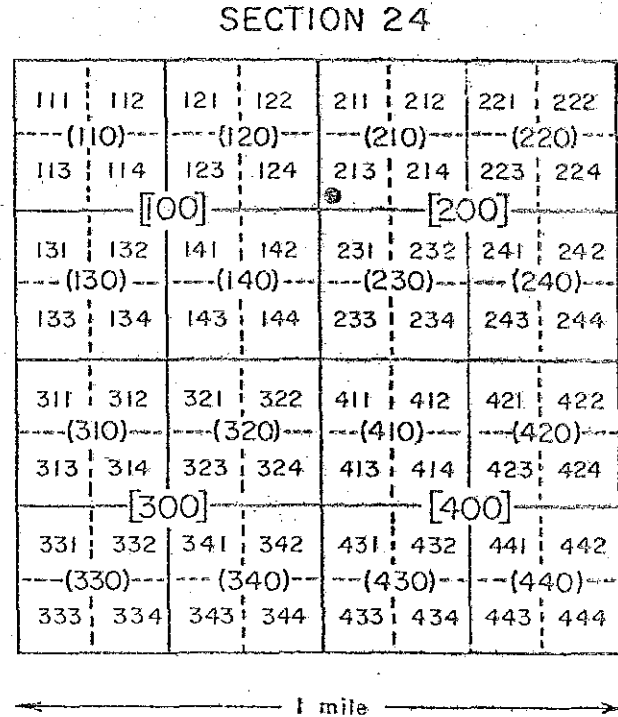 SECTION 24
111 112 121 122 211 212 221 222
(110) (120) (210) (220)
113 114 123 124 213 214 223 224
[100] [200]
131 132 141 142 231 232 241 242
(130) (140) (230) (240)
133 134 143 144 233 234 243 244
311 312 321 322 411 412 421 422
(310) (320) (410) (420)
313 314 323 324 413 414 423 424
[300] [400]
331 332 341 342 431 432 441 442
(330) (340) (430) (440)
333 334 343 344 433 434 443 444
1 mile